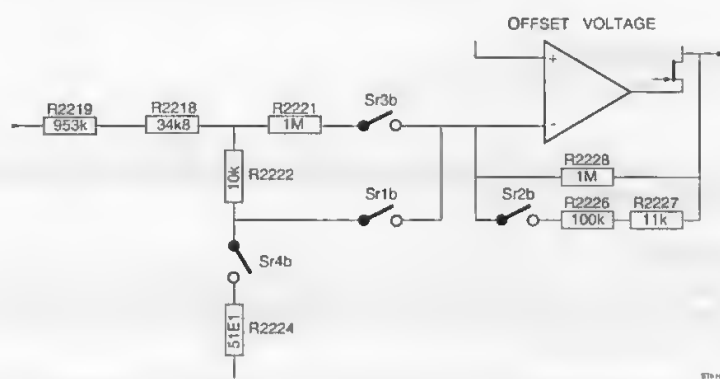 OFFSET VOLTAGE
+
-
R2219
953k
R2218
34k8
R2221
1M
Sr3b
10k
R2222
Sr1b
R2228
1M
Sr2b
R2226
100k
R2227
11k
Sr4b
51E1
R2224